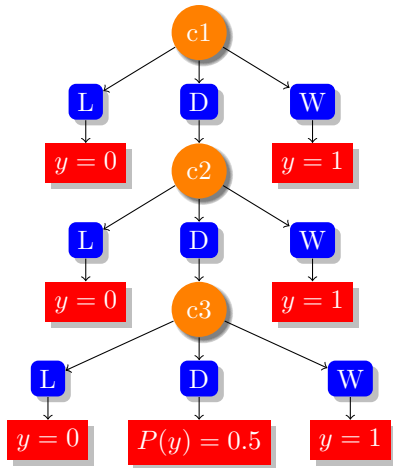 c1
L D W
y = 0 y = 1
c2
L D W
y = 0 y = 1
c3
L D W
y = 0 P(y) = 0.5 y = 1